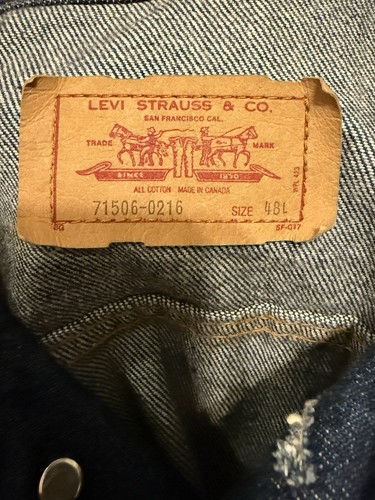 LEVI STRAUSS & CO.
SAN FRANCISCO CAL.
TRADE MARK
SINCE 1850
ALL COTTON MADE IN CANADA
71506-0216 SIZE 48L
SF-C17